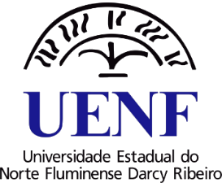 UENF
Universidade Estadual do
Norte Fluminense Darcy Ribeiro